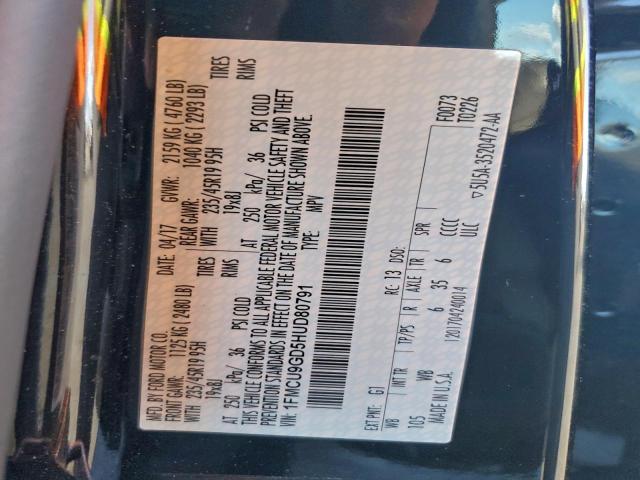 MFD. BY FORD MOTOR CO.
DATE: 04/17 GVWR: 2159 KG ( 4760 LB)
FRONT GAWR: 1125 KG ( 2480 LB) REAR GAWR: 1040 KG ( 2293 LB)
235/45R19 95H TIRES WITH 235/45R19 95H TIRES
19x8J RIMS 19x8J RIMS
AT 250 kPa/ 36 PSI COLD AT 250 kPa/ 36 PSI COLD
THIS VEHICLE CONFORMS TO ALL APPLICABLE FEDERAL MOTOR VEHICLE SAFETY AND THEFT
PREVENTION STANDARDS IN EFFECT ON THE DATE OF MANUFACTURE SHOWN ABOVE.
VIN: 1FMCU9GD5HUD80791 TYPE: MPV
F0073
T0226
EXT PNT: G1 RC: 13 DSO:
WB INT TR TP/PS R AXLE TR SPR
105 WB 6 35 6 CCCC
MADE IN U.S.A. 1201704240014 ULC
▽5U5A-3520472-AA